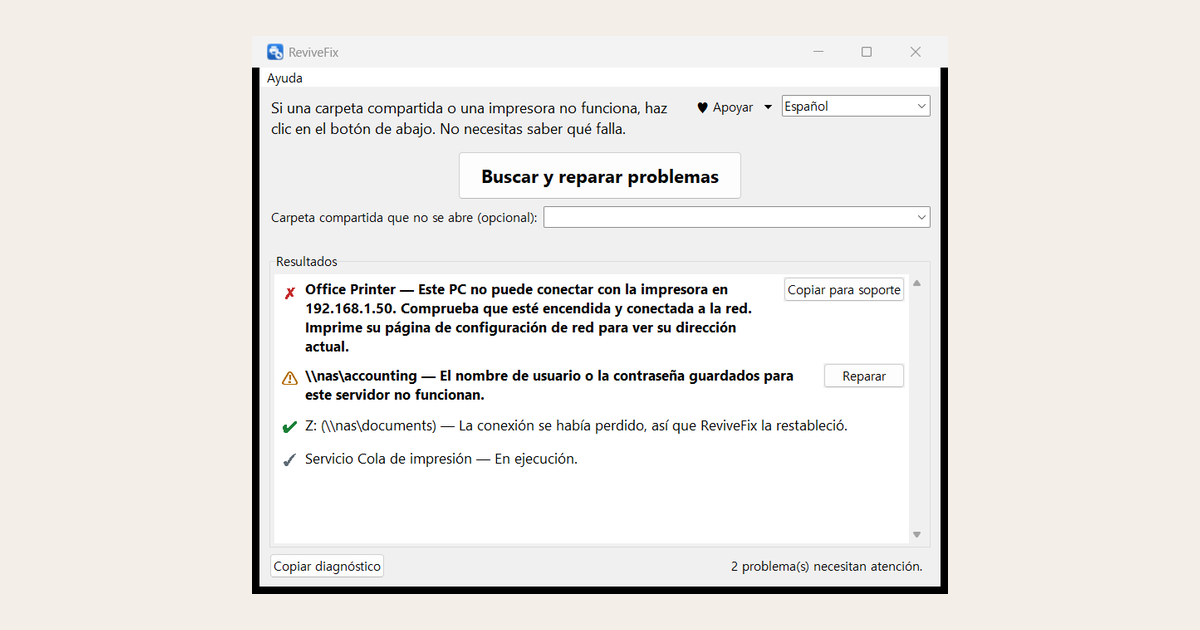 ReviveFix
Ayuda
Si una carpeta compartida o una impresora no funciona, haz
clic en el botón de abajo. No necesitas saber qué falla.
♥ Apoyar
Español
Buscar y reparar problemas
Carpeta compartida que no se abre (opcional):
Resultados
✗ Office Printer — Este PC no puede conectar con la impresora en
192.168.1.50. Comprueba que esté encendida y conectada a la red.
Imprime su página de configuración de red para ver su dirección
actual.
Copiar para soporte
⚠ \\nas\accounting — El nombre de usuario o la contraseña guardados para
este servidor no funcionan.
Reparar
✔ Z: (\\nas\documents) — La conexión se había perdido, así que ReviveFix la restableció.
✓ Servicio Cola de impresión — En ejecución.
Copiar diagnóstico
2 problema(s) necesitan atención.